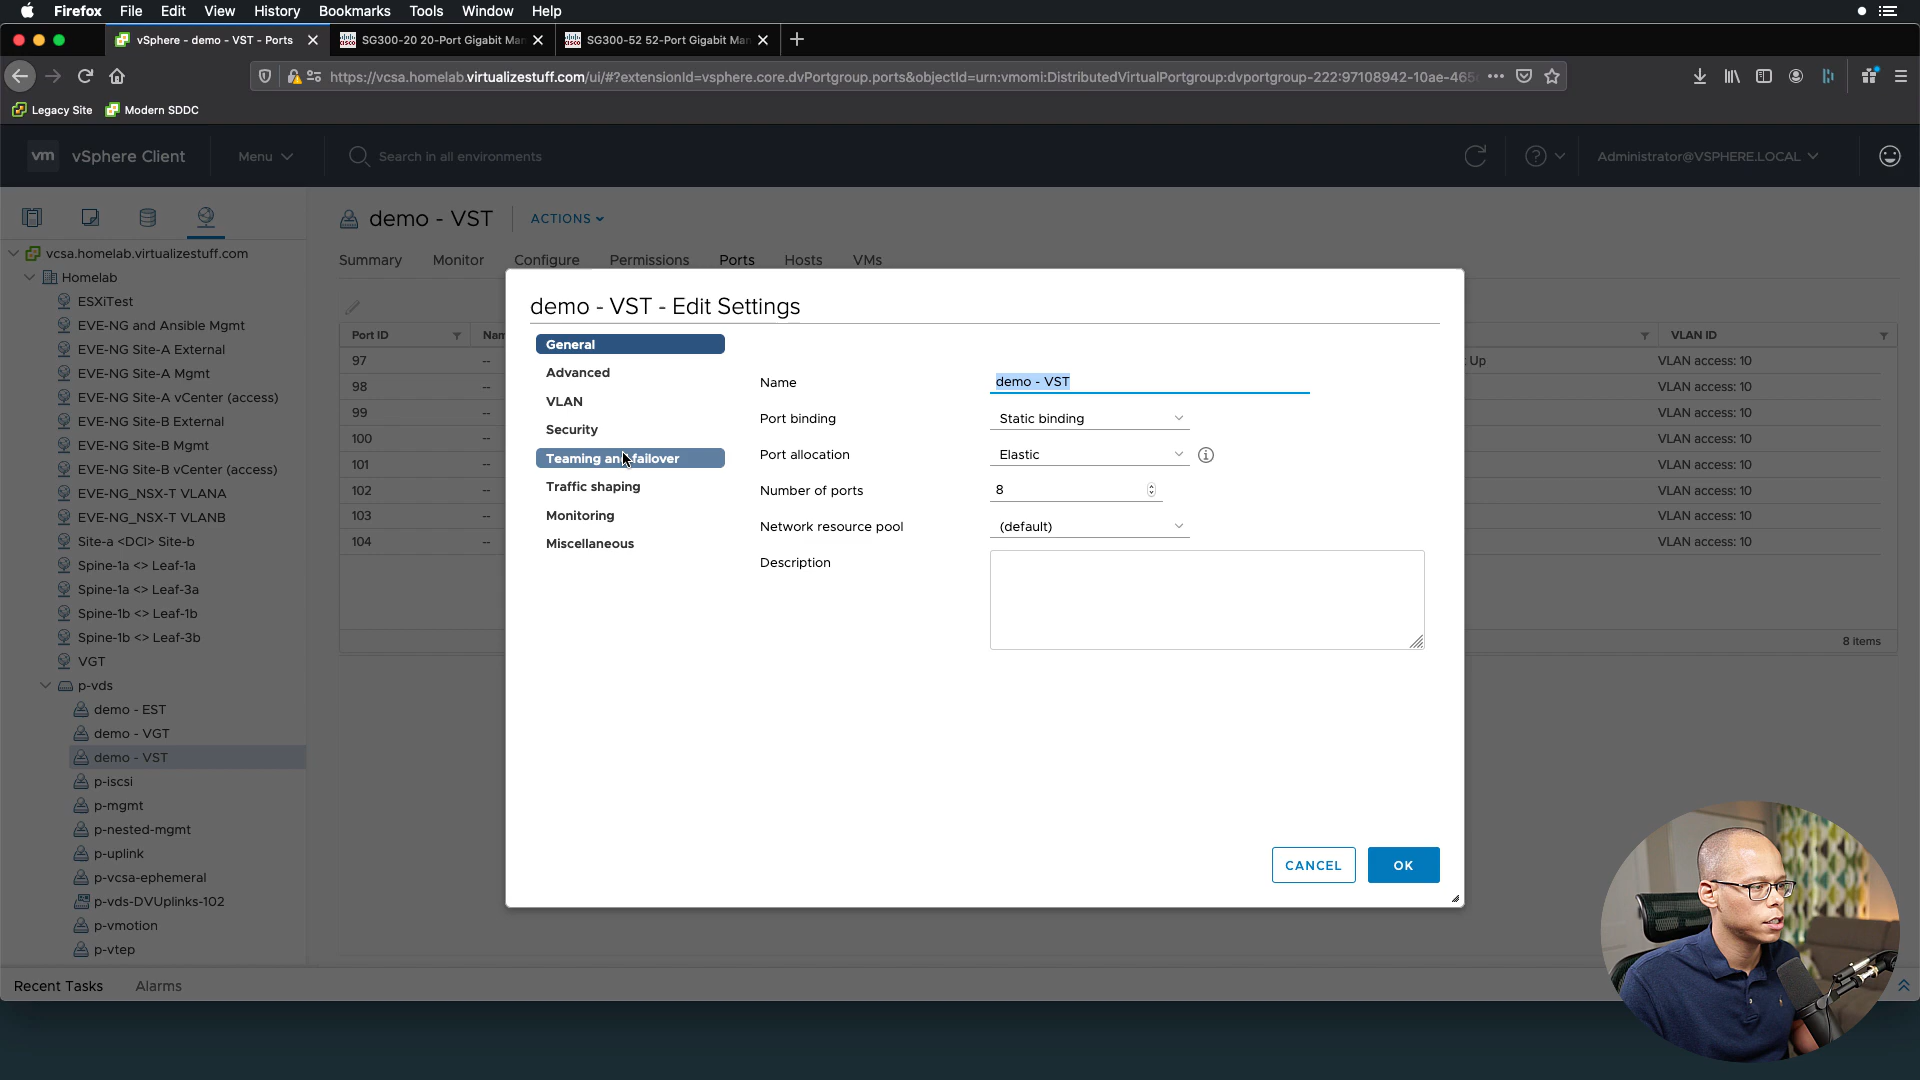 Firefox File Edit View History Bookmarks Tools Window Help
vSphere - demo - VST - Ports
SG300-20 20-Port Gigabit Man
SG300-52 52-Port Gigabit Man
https://vcsa.homelab.virtualizestuff.com/ui/#?extensionId=vsphere.core.dvPortgroup.ports&objectId=urn:vmomi:DistributedVirtualPortgroup:dvportgroup-222:97108942-10ae-465
Legacy Site Modern SDDC
vm vSphere Client Menu Search in all environments Administrator@VSPHERE.LOCAL
demo - VST ACTIONS
Summary Monitor Configure Permissions Ports Hosts VMs
vcsa.homelab.virtualizestuff.com
Homelab
ESXiTest
EVE-NG and Ansible Mgmt
EVE-NG Site-A External
EVE-NG Site-A Mgmt
EVE-NG Site-A vCenter (access)
EVE-NG Site-B External
EVE-NG Site-B Mgmt
EVE-NG Site-B vCenter (access)
EVE-NG_NSX-T VLANA
EVE-NG_NSX-T VLANB
Site-a <DCI> Site-b
Spine-1a <> Leaf-1a
Spine-1a <> Leaf-3a
Spine-1b <> Leaf-1b
Spine-1b <> Leaf-3b
VGT
p-vds
demo - EST
demo - VGT
demo - VST
p-iscsi
p-mgmt
p-nested-mgmt
p-uplink
p-vcsa-ephemeral
p-vds-DVUplinks-102
p-vmotion
p-vtep
Port ID Nam VLAN ID
97 -- Up VLAN access: 10
98 -- VLAN access: 10
99 -- VLAN access: 10
100 -- VLAN access: 10
101 -- VLAN access: 10
102 -- VLAN access: 10
103 -- VLAN access: 10
104 -- VLAN access: 10
8 items
demo - VST - Edit Settings
General
Advanced
VLAN
Security
Teaming and failover
Traffic shaping
Monitoring
Miscellaneous
Name demo - VST
Port binding Static binding
Port allocation Elastic
Number of ports 8
Network resource pool (default)
Description
CANCEL OK
Recent Tasks Alarms